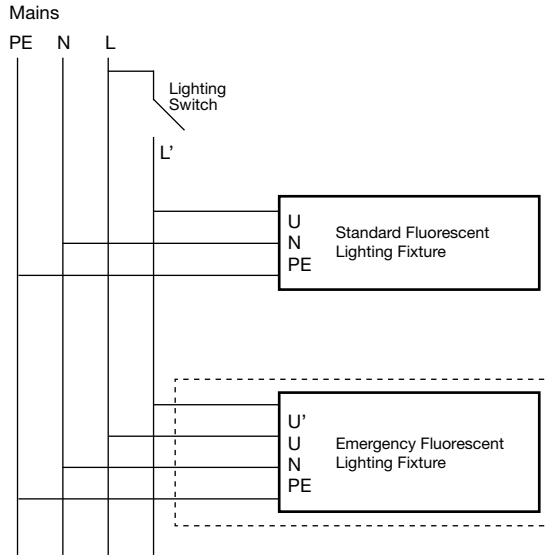 Mains
PE N L
Lighting
Switch
L’
U
N
PE
Standard Fluorescent
Lighting Fixture
U'
U
N
PE
Emergency Fluorescent
Lighting Fixture